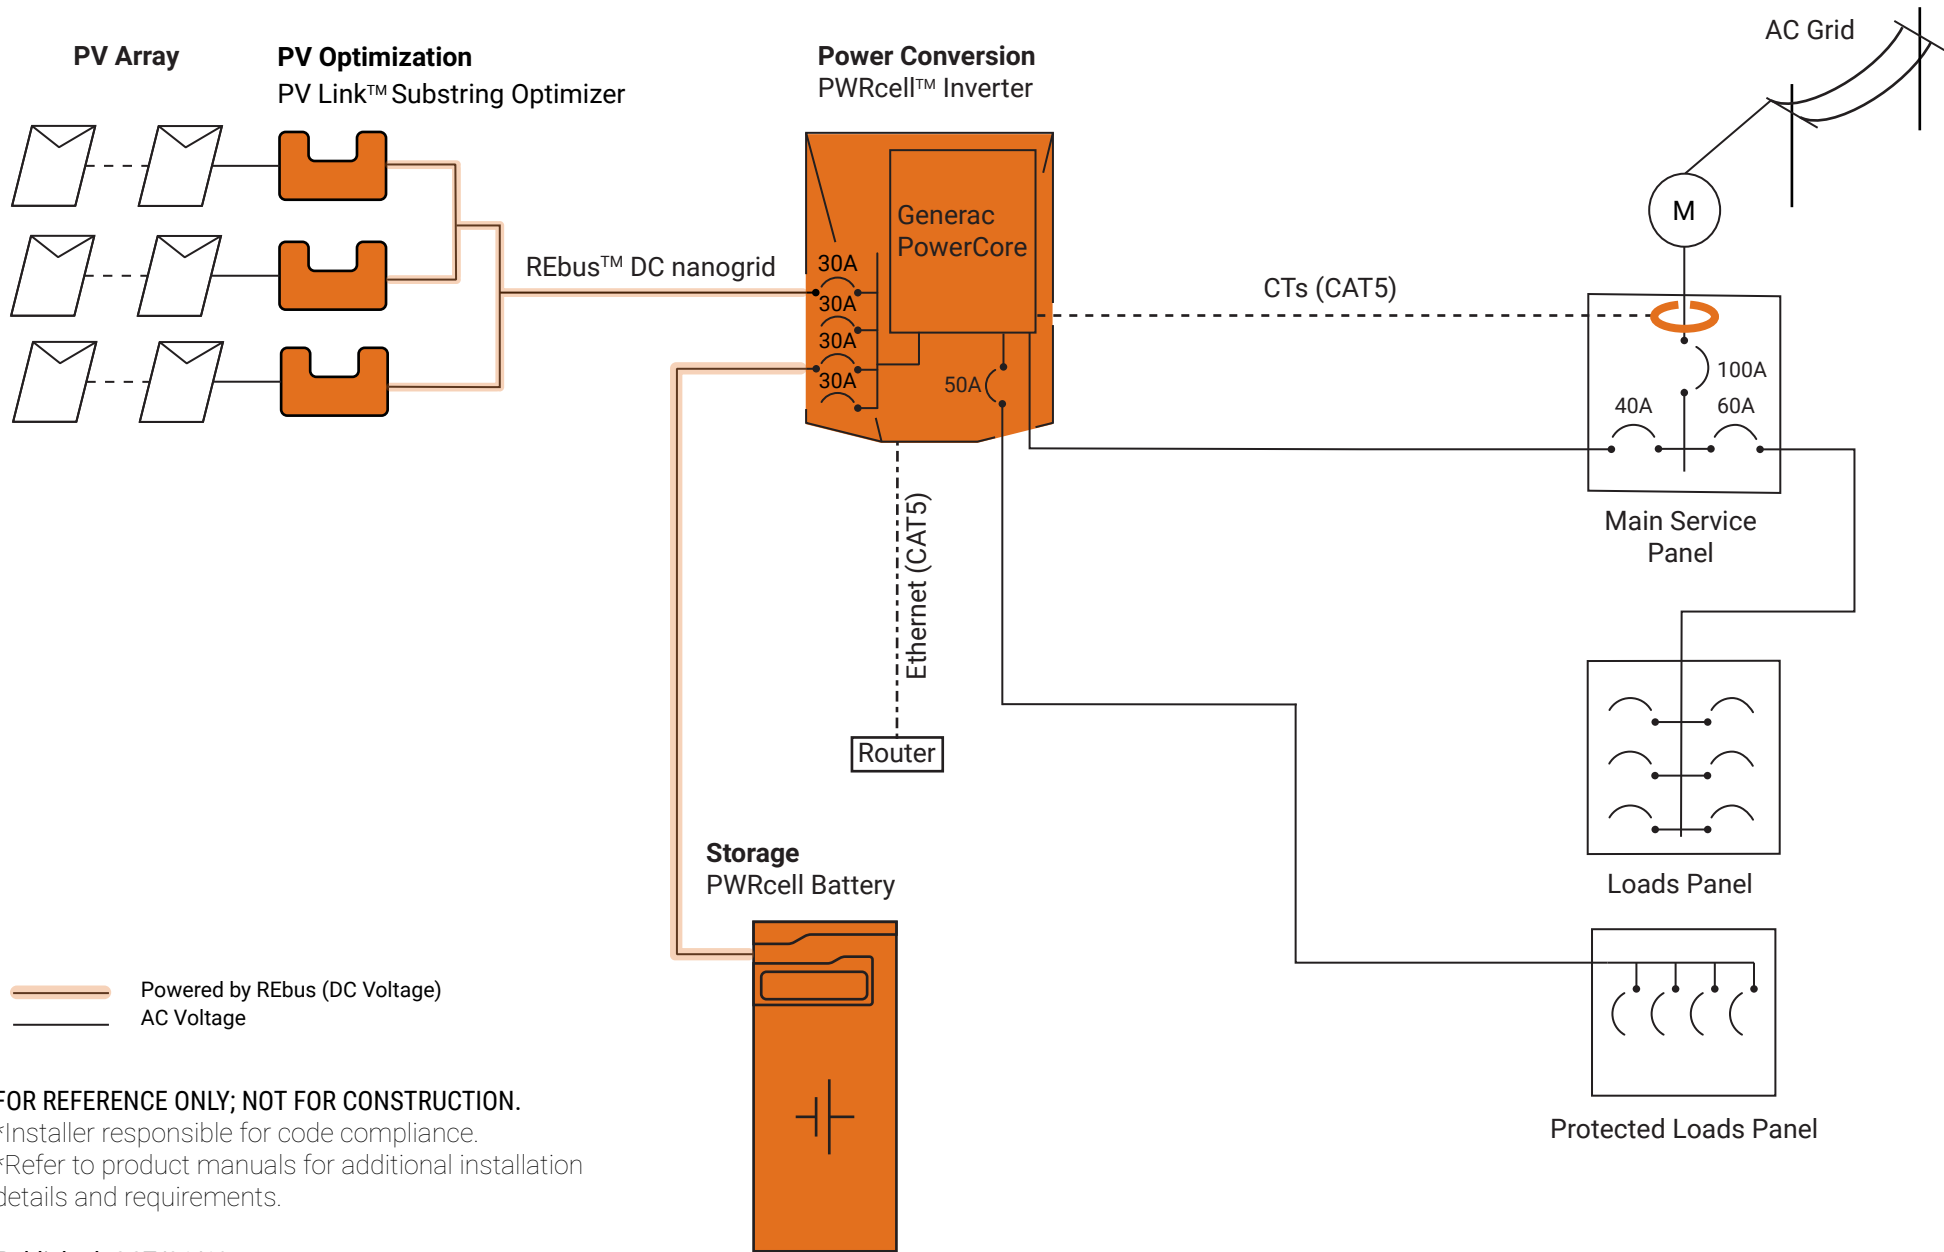 PV Array
PV Optimization
PV Link™ Substring Optimizer
Power Conversion
PWRcell™ Inverter
AC Grid
M
Generac
PowerCore
30A
30A
30A
30A
50A
REbus™ DC nanogrid
CTs (CAT5)
100A
40A
60A
Main Service
Panel
Ethernet (CAT5)
Router
Storage
PWRcell Battery
Loads Panel
Protected Loads Panel
Powered by REbus (DC Voltage)
AC Voltage
FOR REFERENCE ONLY; NOT FOR CONSTRUCTION.
*Installer responsible for code compliance.
*Refer to product manuals for additional installation
details and requirements.